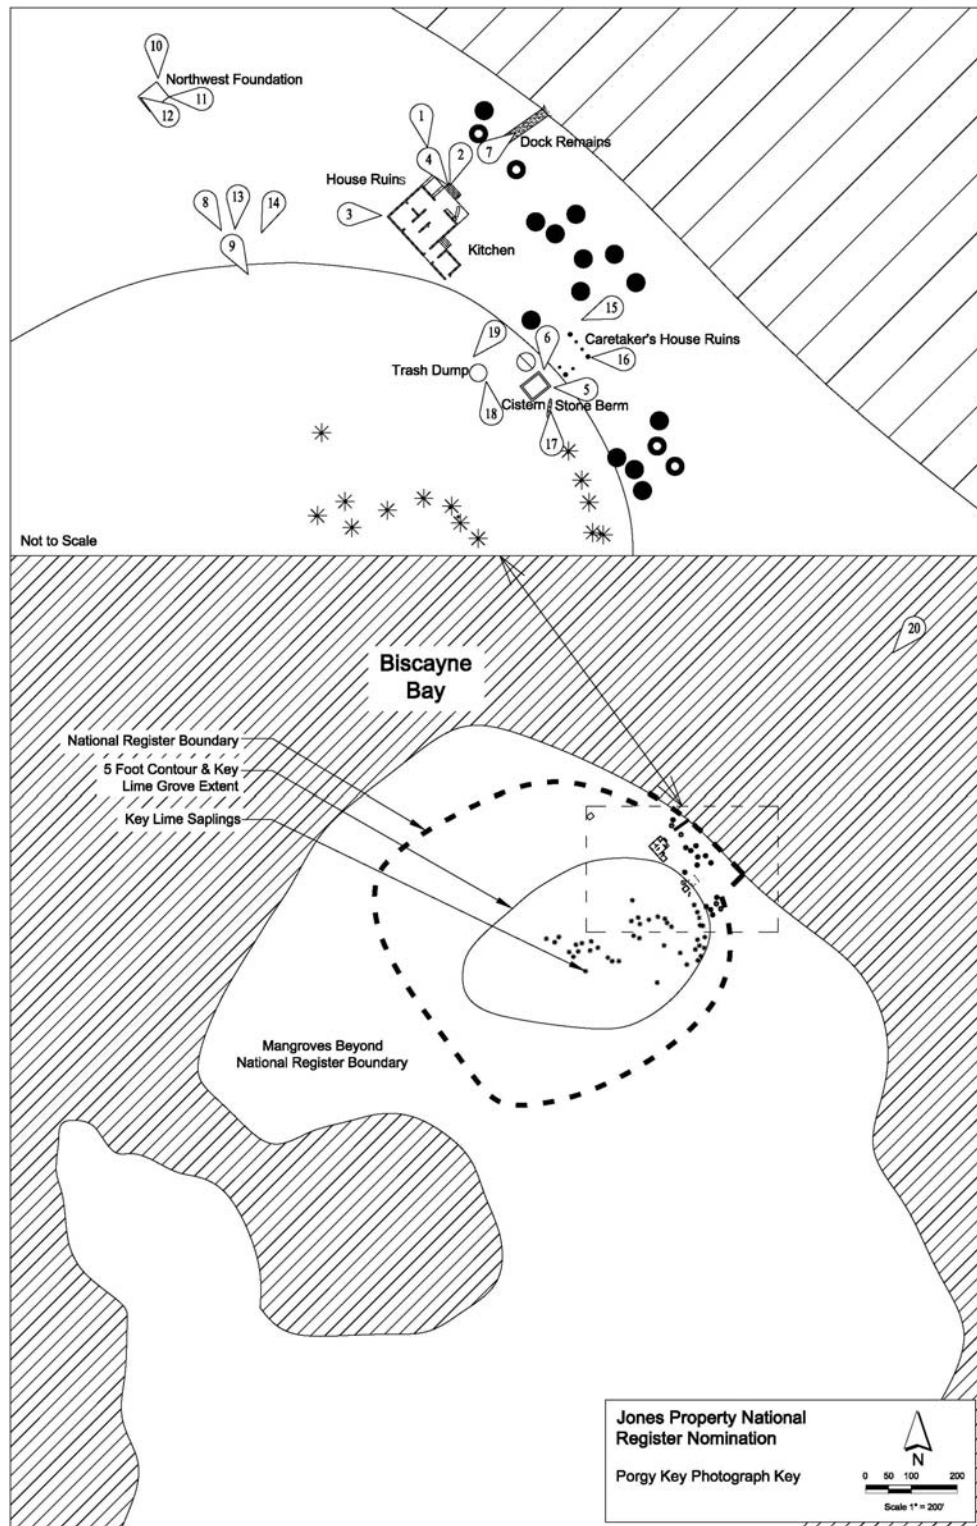 10
Northwest Foundation
11
12
1
4
2
7
Dock Remains
House Ruins
8
13
14
3
9
Kitchen
15
19
6
Caretaker's House Ruins
16
Trash Dump
5
18
Cistern
Stone Berm
17
Not to Scale
20
Biscayne
Bay
National Register Boundary
5 Foot Contour & Key
Lime Grove Extent
Key Lime Saplings
Mangroves Beyond
National Register Boundary
Jones Property National
Register Nomination
Porgy Key Photograph Key
N
0 50 100 200
Scale 1" = 200'